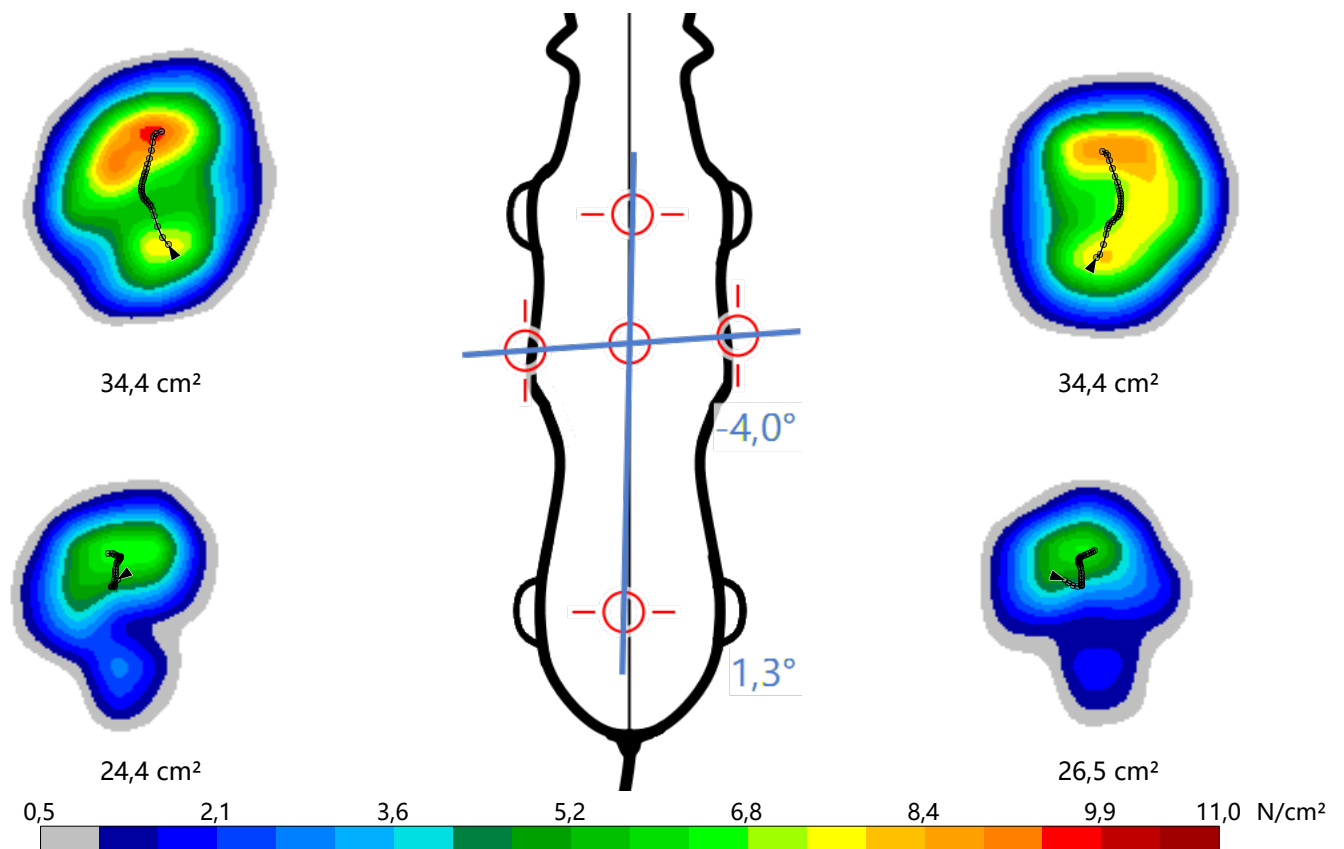 34,4 cm²
34,4 cm²
-4,0°
1,3°
24,4 cm²
26,5 cm²
0,5 2,1 3,6 5,2 6,8 8,4 9,9 11,0 N/cm²